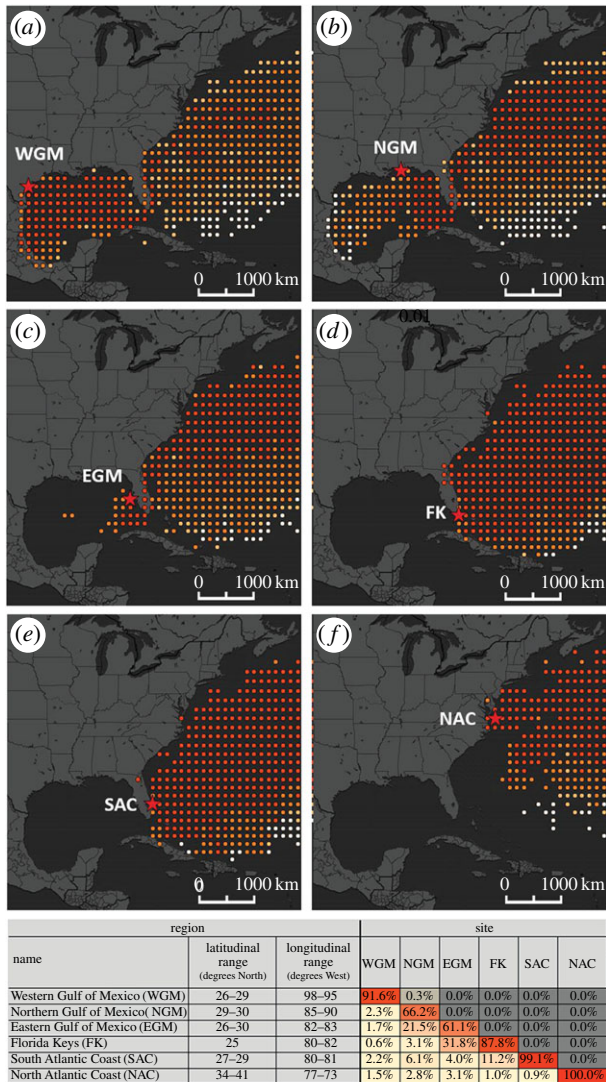 (a)
(b)
WGM
NGM
0 1000 km
0 1000 km
0.01
(c)
(d)
EGM
FK
0 1000 km
0 1000 km
(e)
(f)
NAC
SAC
0 1000 km
0
0 1000 km
region site
name latitudinal range (degrees North) longitudinal range (degrees West) WGM NGM EGM FK SAC NAC
Western Gulf of Mexico (WGM) 26–29 98–95 91.6% 0.3% 0.0% 0.0% 0.0% 0.0%
Northern Gulf of Mexico( NGM) 29–30 85–90 2.3% 66.2% 0.0% 0.0% 0.0% 0.0%
Eastern Gulf of Mexico (EGM) 26–30 82–83 1.7% 21.5% 61.1% 0.0% 0.0% 0.0%
Florida Keys (FK) 25 80–82 0.6% 3.1% 31.8% 87.8% 0.0% 0.0%
South Atlantic Coast (SAC) 27–29 80–81 2.2% 6.1% 4.0% 11.2% 99.1% 0.0%
North Atlantic Coast (NAC) 34–41 77–73 1.5% 2.8% 3.1% 1.0% 0.9% 100.0%